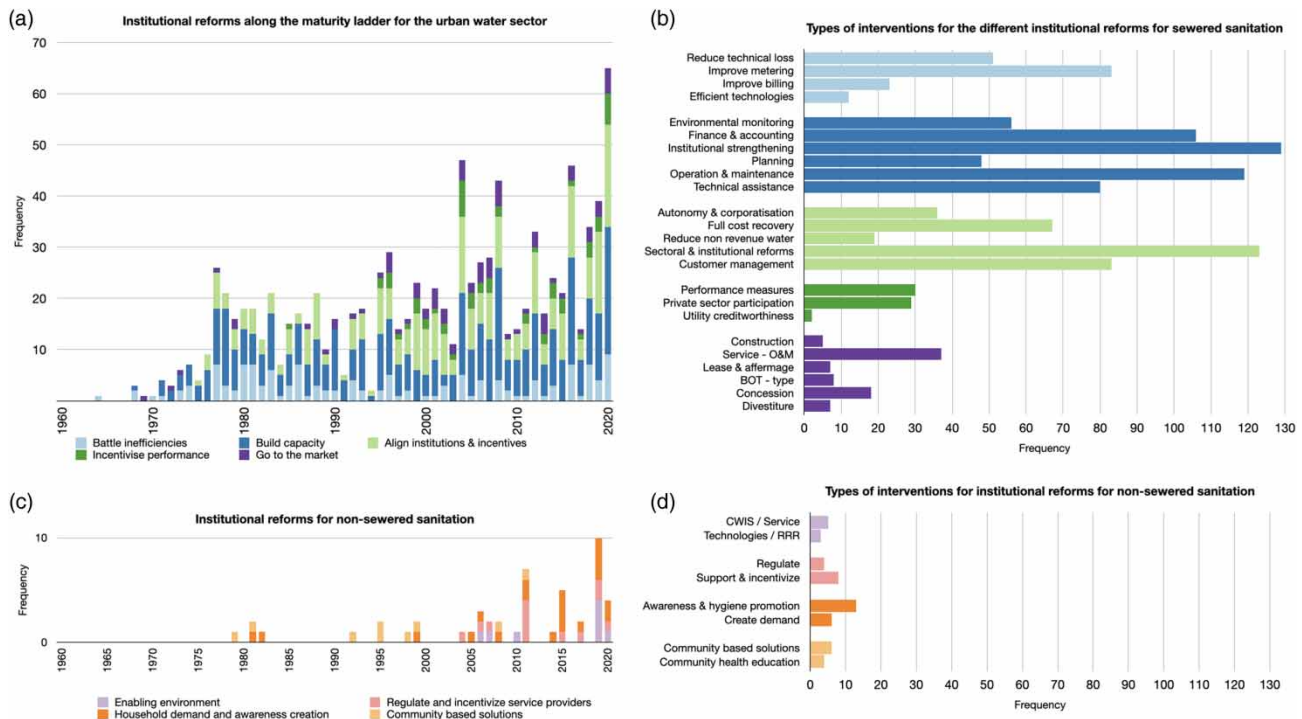 (a)
Institutional reforms along the maturity ladder for the urban water sector
70
60
50
40
30
20
10
Frequency
1960
1970
1980
1990
2000
2010
2020
Battle inefficiencies
Build capacity
Align institutions & incentives
Incentivise performance
Go to the market
(b)
Types of interventions for the different institutional reforms for sewered sanitation
Reduce technical loss
Improve metering
Improve billing
Efficient technologies
Environmental monitoring
Finance & accounting
Institutional strengthening
Planning
Operation & maintenance
Technical assistance
Autonomy & corporatisation
Full cost recovery
Reduce non revenue water
Sectoral & institutional reforms
Customer management
Performance measures
Private sector participation
Utility creditworthiness
Construction
Service - O&M
Lease & affermage
BOT - type
Concession
Divestiture
0 10 20 30 40 50 60 70 80 90 100 110 120 130
Frequency
(c)
Institutional reforms for non-sewered sanitation
10
0
Frequency
1960
1965
1970
1975
1980
1985
1990
1995
2000
2005
2010
2015
2020
Enabling environment
Regulate and incentivize service providers
Household demand and awareness creation
Community based solutions
(d)
Types of interventions for institutional reforms for non-sewered sanitation
CWIS / Service
Technologies / RRR
Regulate
Support & incentivize
Awareness & hygiene promotion
Create demand
Community based solutions
Community health education
0 10 20 30 40 50 60 70 80 90 100 110 120 130
Frequency